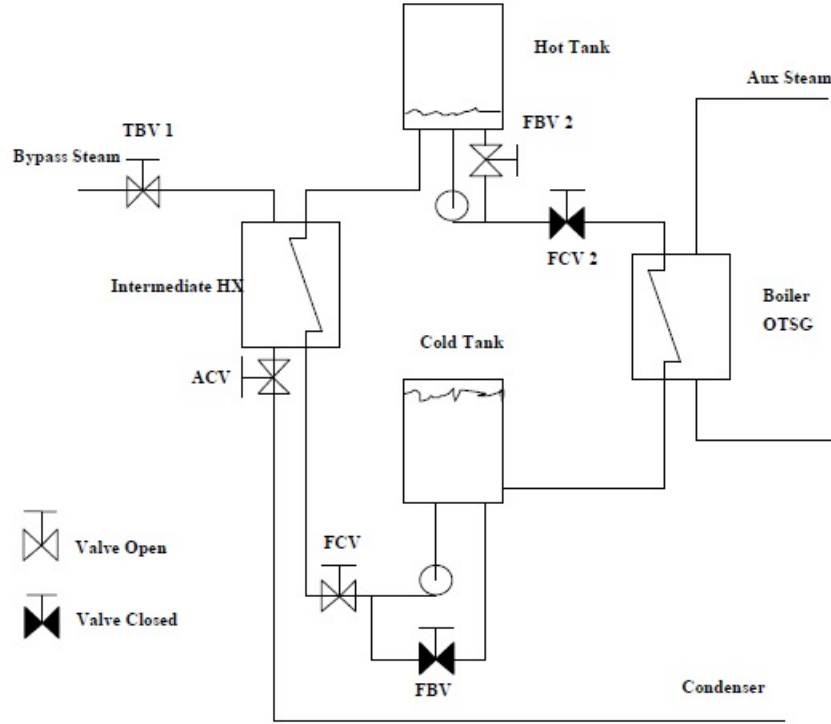 Hot Tank
Aux Steam
TBV 1
FBV 2
Bypass Steam
FCV 2
Intermediate HX
Boiler
OTSG
Cold Tank
ACV
FCV
Valve Open
Valve Closed
FBV
Condenser